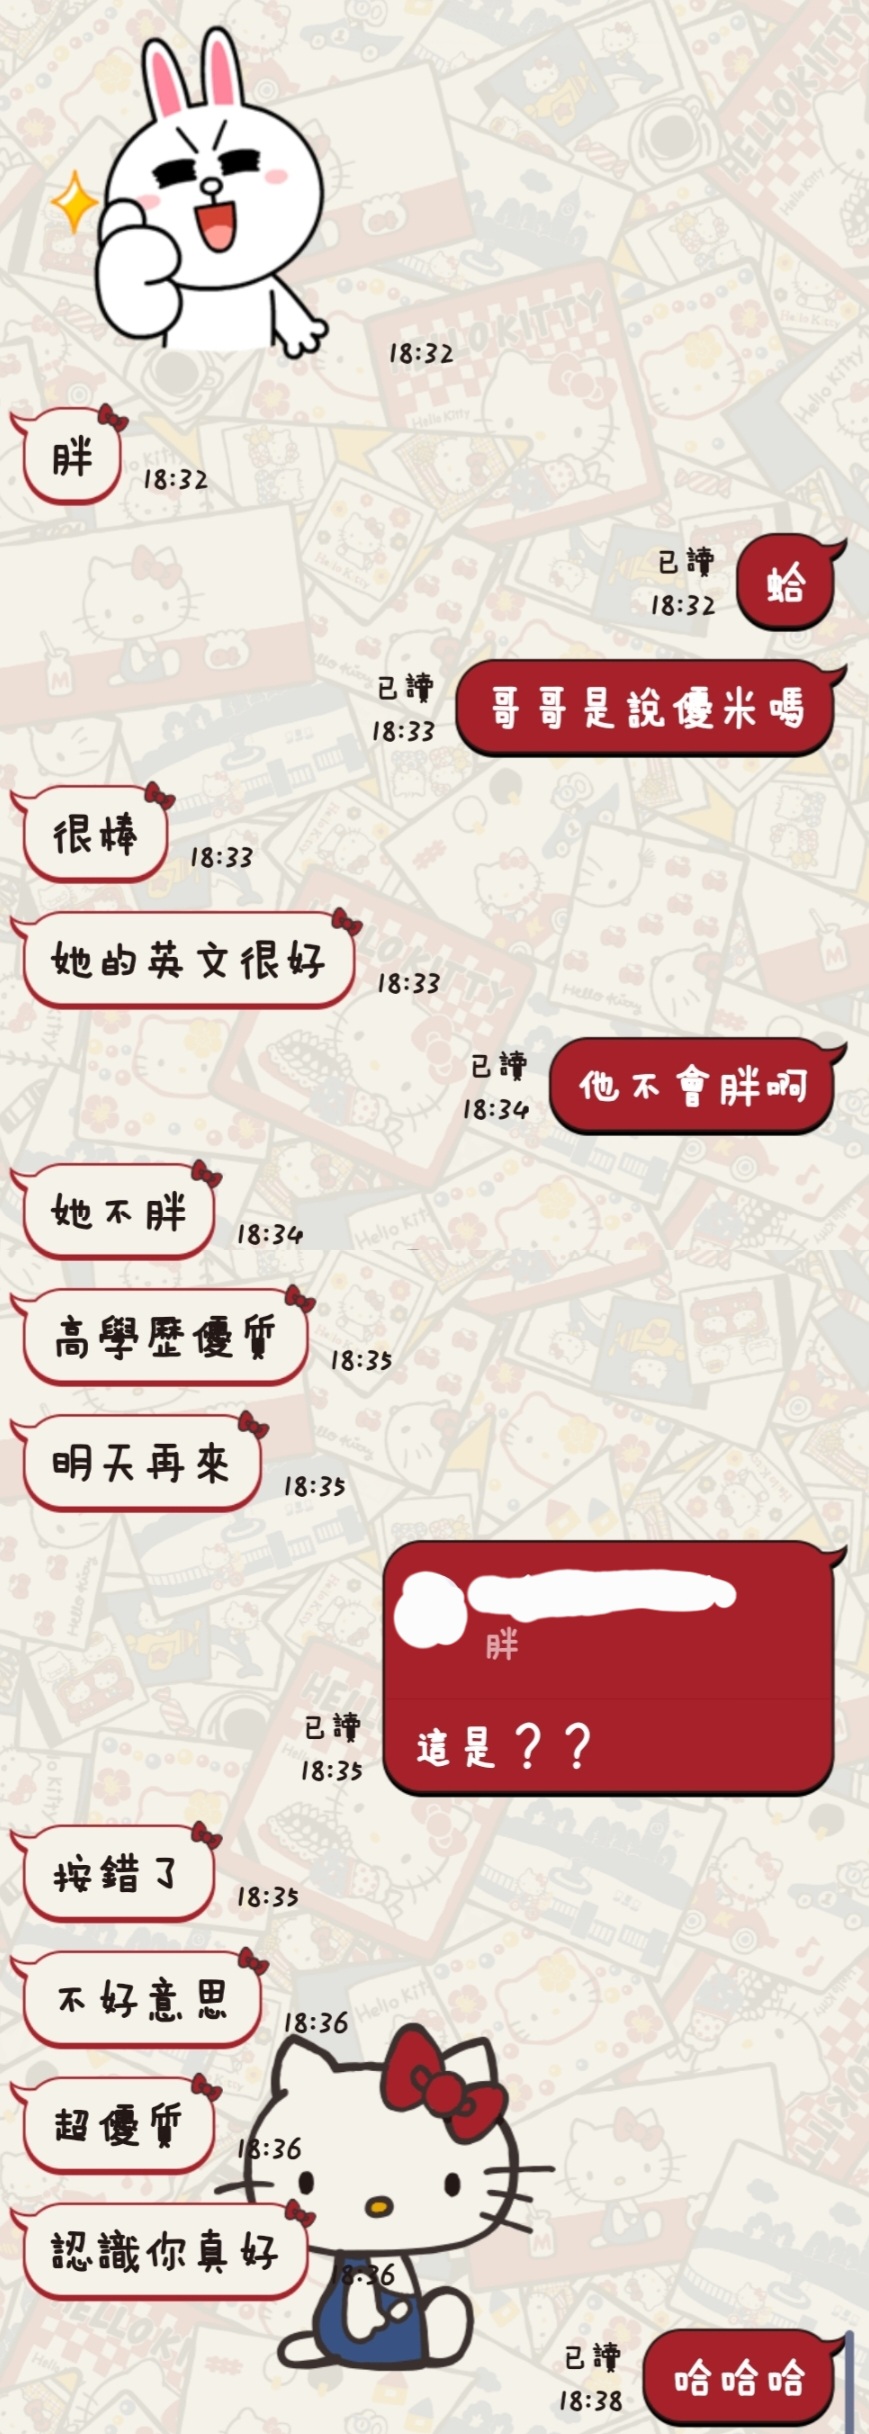 18:32
胖
18:32
已讀
18:32
蛤
已讀
18:33
哥哥是說優米嗎
很棒
18:33
她的英文很好
18:33
已讀
18:34
他不會胖啊
她不胖
18:34
高學歷優質
18:35
明天再來
18:35
胖
已讀
18:35
這是？？
按錯了
18:35
不好意思
18:36
超優質
18:36
認識你真好
18:36
已讀
18:38
哈哈哈